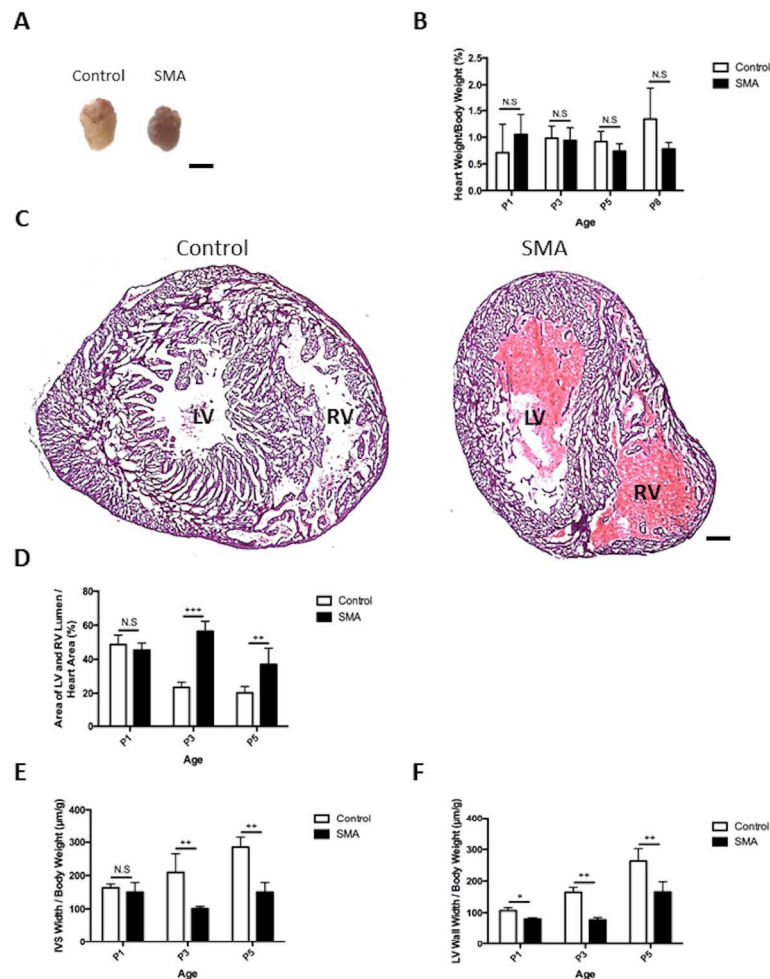 A
Control SMA
B
Heart Weight/Body Weight (%)
2.5
2.0
1.5
1.0
0.5
0.0
N.S
N.S
N.S
N.S
P1
P3
P5
P8
Age
Control
SMA
C
Control
SMA
LV
RV
LV
RV
D
Area of LV and RV Lumen /
Heart Area (%)
80
60
40
20
0
N.S
***
**
P1
P3
P5
Age
Control
SMA
E
IVS Width / Body Weight (µm/g)
400
300
200
100
0
N.S
**
**
P1
P3
P5
Age
Control
SMA
F
LV Wall Width / Body Weight (µm/g)
400
300
200
100
0
*
**
**
P1
P3
P5
Age
Control
SMA